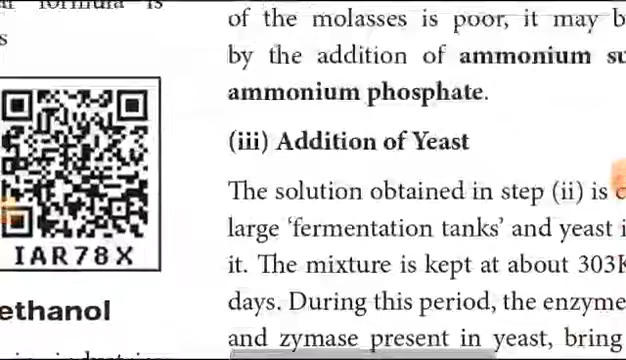 s
IAR78X
ethanol
of the molasses is poor, it may b
by the addition of ammonium su
ammonium phosphate.
(iii) Addition of Yeast
The solution obtained in step (ii) is c
large ‘fermentation tanks’ and yeast i
it. The mixture is kept at about 303K
days. During this period, the enzyme
and zymase present in yeast, bring